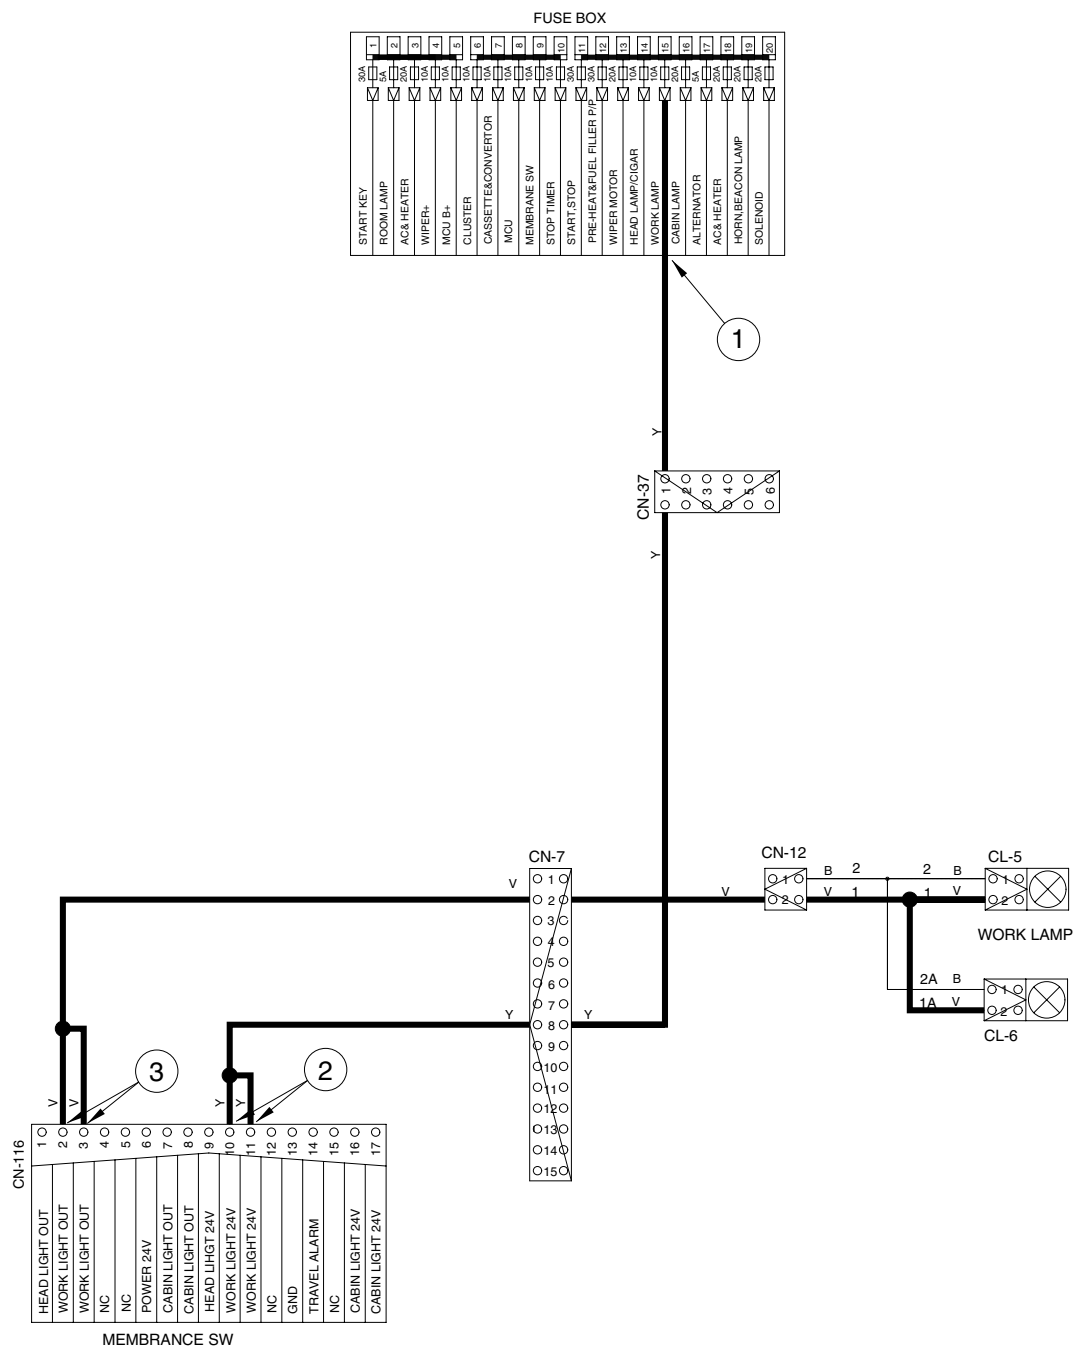 FUSE BOX
1 2 3 4 5 6 7 8 9 10 11 12 13 14 15 16 17 18 19 20
30A 5A 20A 10A 10A 10A 10A 10A 10A 10A 30A 30A 20A 10A 10A 20A 5A 20A 20A 20A
START KEY
ROOM LAMP
AC& HEATER
WIPER+
MCU B+
CLUSTER
CASSETTE&CONVERTOR
MCU
MEMBRANE SW
STOP TIMER
START,STOP
PRE-HEAT&FUEL FILLER P/P
WIPER MOTOR
HEAD LAMP/CIGAR
WORK LAMP
CABIN LAMP
ALTERNATOR
AC& HEATER
HORN,BEACON LAMP
SOLENOID
1
Y
CN-37
1 2 3 4 5 6
Y
CN-7
1
2
3
4
5
6
7
8
9
10
11
12
13
14
15
V
V
Y
Y
CN-12
1
2
B 2 2 B
V 1 1 V
CL-5
1
2
WORK LAMP
2A B
1A V
1
2
CL-6
3
2
V V Y Y
CN-116
1 2 3 4 5 6 7 8 9 10 11 12 13 14 15 16 17
HEAD LIGHT OUT
WORK LIGHT OUT
WORK LIGHT OUT
NC
NC
POWER 24V
CABIN LIGHT OUT
CABIN LIGHT OUT
HEAD LIHGT 24V
WORK LIGHT 24V
WORK LIGHT 24V
NC
GND
TRAVEL ALARM
NC
CABIN LIGHT 24V
CABIN LIGHT 24V
MEMBRANCE SW